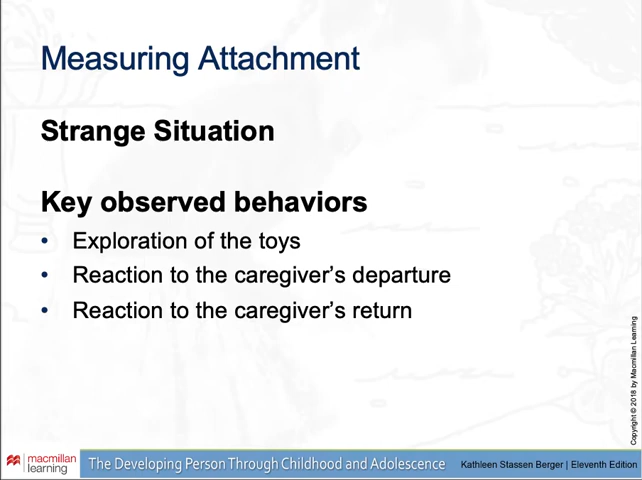 Measuring Attachment
Strange Situation
Key observed behaviors
• Exploration of the toys
• Reaction to the caregiver’s departure
• Reaction to the caregiver’s return
Copyright © 2018 by Macmillan Learning
macmillan
learning
The Developing Person Through Childhood and Adolescence
Kathleen Stassen Berger | Eleventh Edition